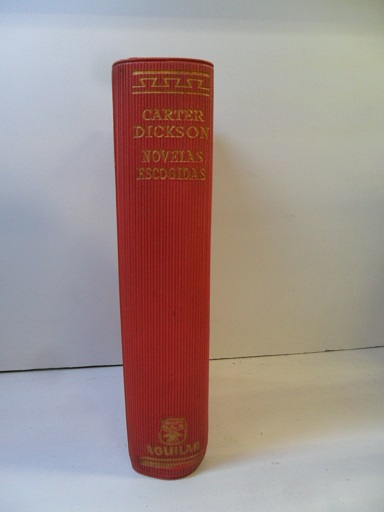 CARTER
DICKSON
NOVELAS
ESCOGIDAS
AGUILAR